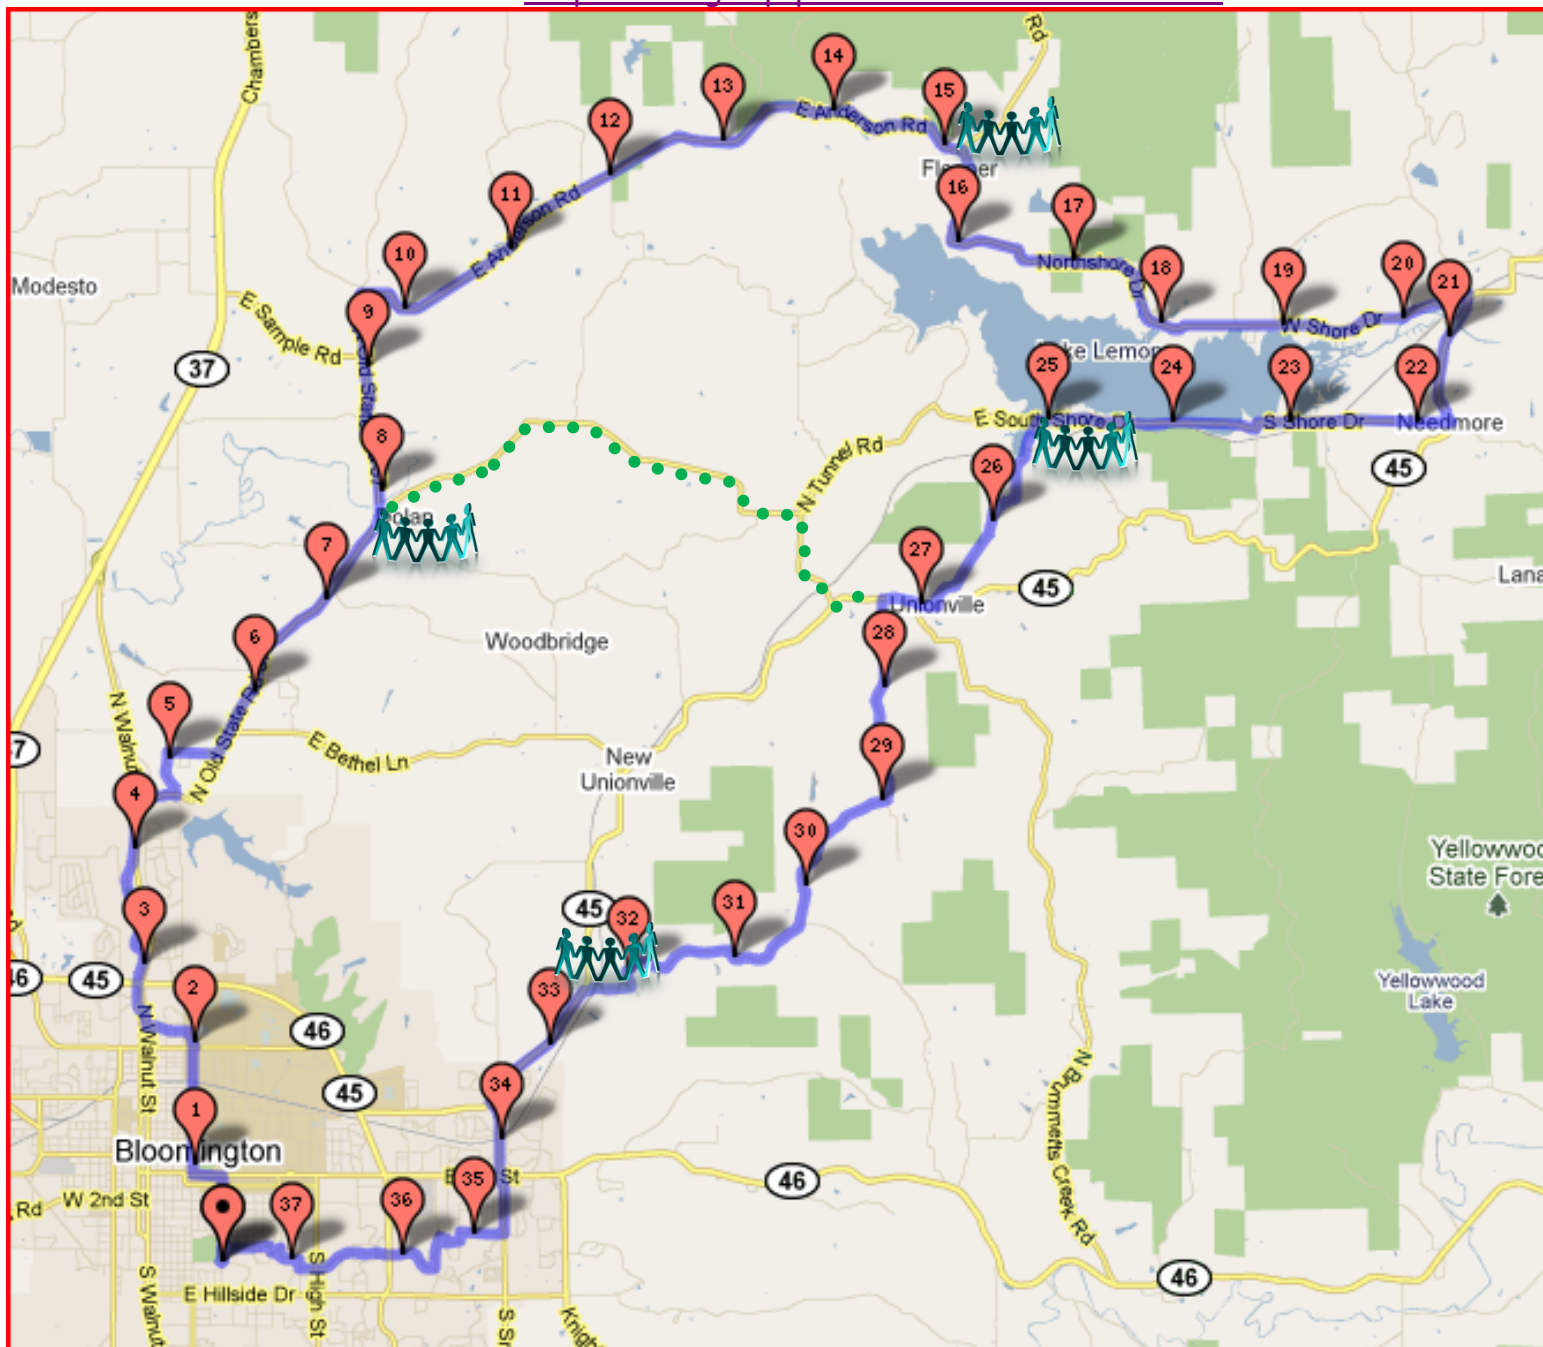 Rd
Chambers
14
13
15
E Anderson Rd
12
Flemner
16
11
17
E Anderson Rd
10
Northshore Dr
18
19
20
21
Modesto
9
E Sample Rd
W Shore Dr
37
Lake Lemon
25
24
23
22
E South Shore Dr
S Shore Dr
Needmore
8
N Tunnel Rd
26
45
Dolan
7
27
45
Lana
Unionville
6
Woodbridge
28
5
N Walnut
N Old State Rd
E Bethel Ln
29
New
Unionville
4
30
Yellowwoo
State Fore
3
45
32
31
46
45
2
33
Yellowwood
Lake
N Walnut St
46
34
45
1
N Brummetts Creek Rd
Bloomington
35
St
46
Rd
W 2nd St
37
36
S High St
46
E Hillside Dr
S Walnut